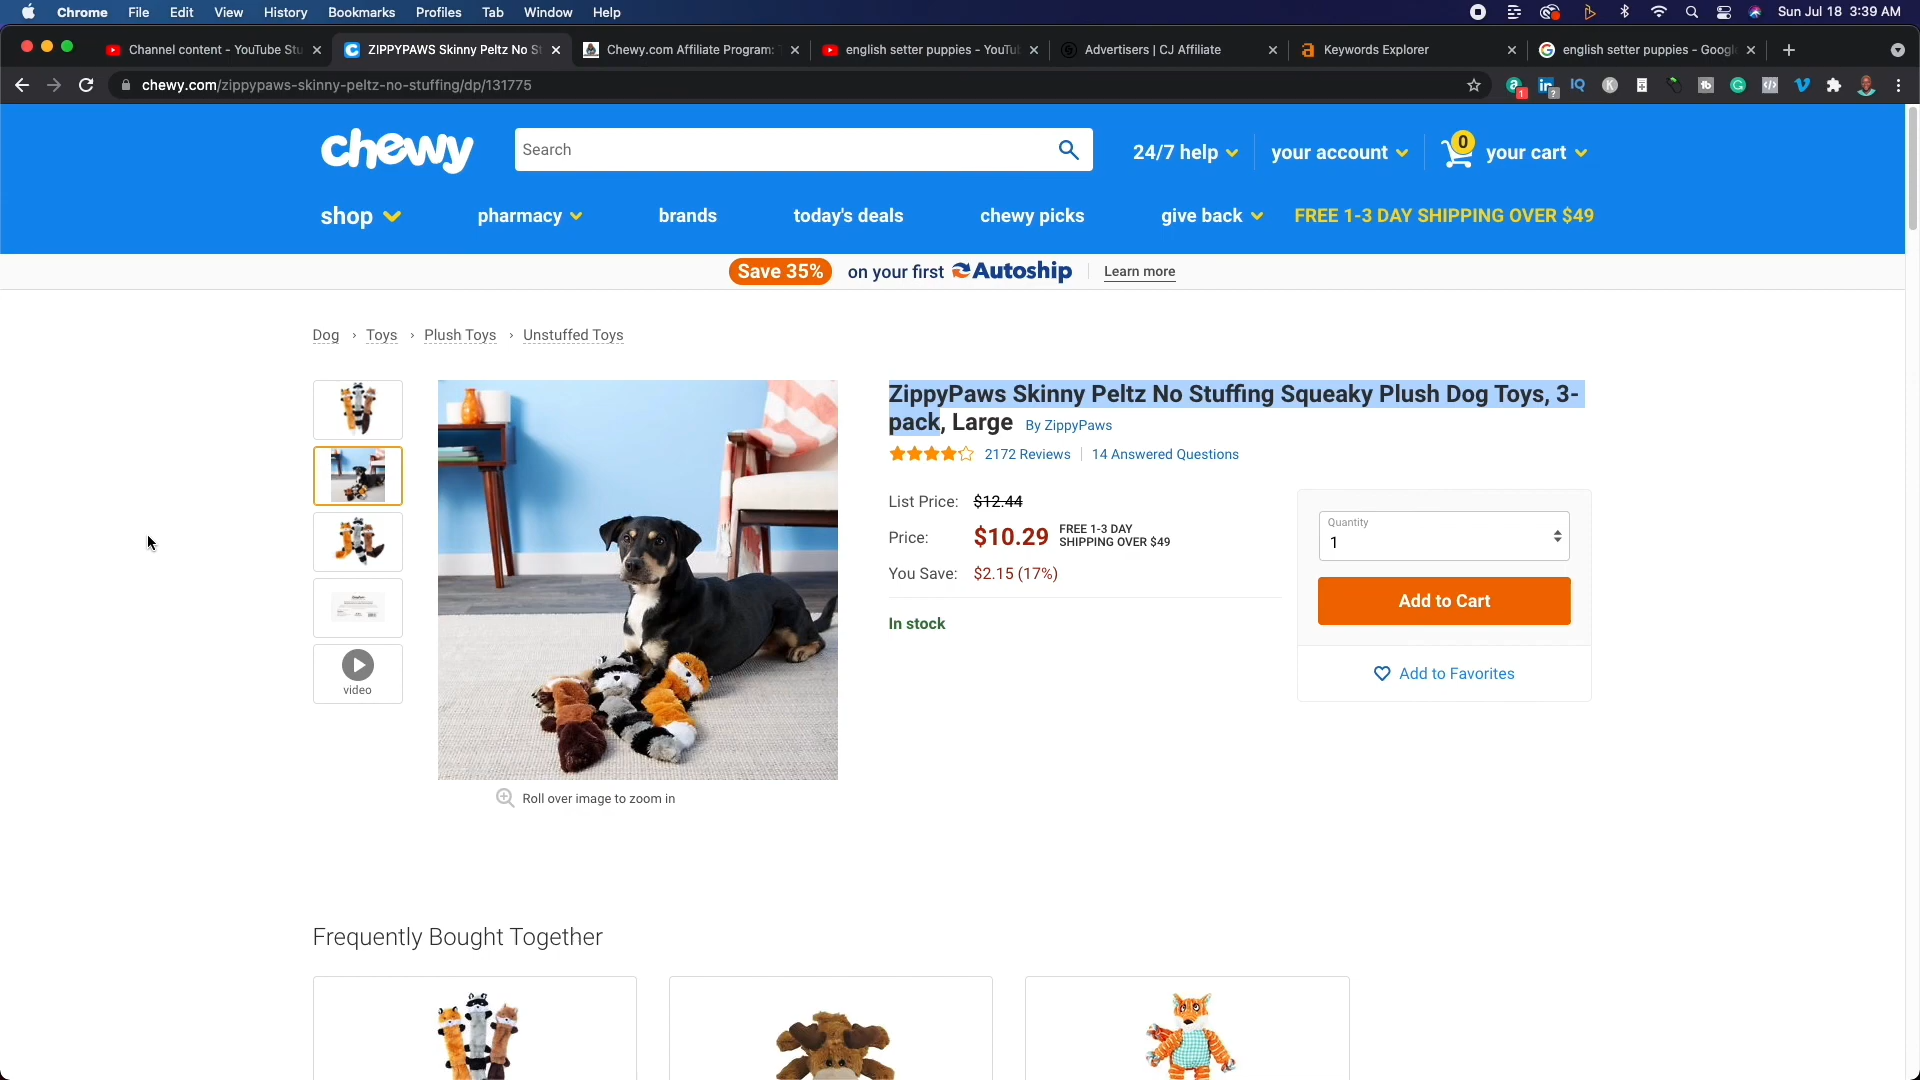 Chrome File Edit View History Bookmarks Profiles Tab Window Help Sun Jul 18 3:39 AM
Channel content - YouTube Stu ZIPPYPAWS Skinny Peltz No S Chewy.com Affiliate Program: english setter puppies - YouTu Advertisers | CJ Affiliate Keywords Explorer english setter puppies - Googl
chewy.com/zippypaws-skinny-peltz-no-stuffing/dp/131775
chewy Search 24/7 help your account 0 your cart
shop pharmacy brands today's deals chewy picks give back FREE 1-3 DAY SHIPPING OVER $49
Save 35% on your first Autoship Learn more
Dog › Toys › Plush Toys › Unstuffed Toys
ZippyPaws Skinny Peltz No Stuffing Squeaky Plush Dog Toys, 3-
pack, Large By ZippyPaws
2172 Reviews 14 Answered Questions
List Price: $12.44
Price: $10.29 FREE 1-3 DAY
SHIPPING OVER $49
You Save: $2.15 (17%)
In stock
Quantity
1
Add to Cart
Add to Favorites
video
Roll over image to zoom in
Frequently Bought Together